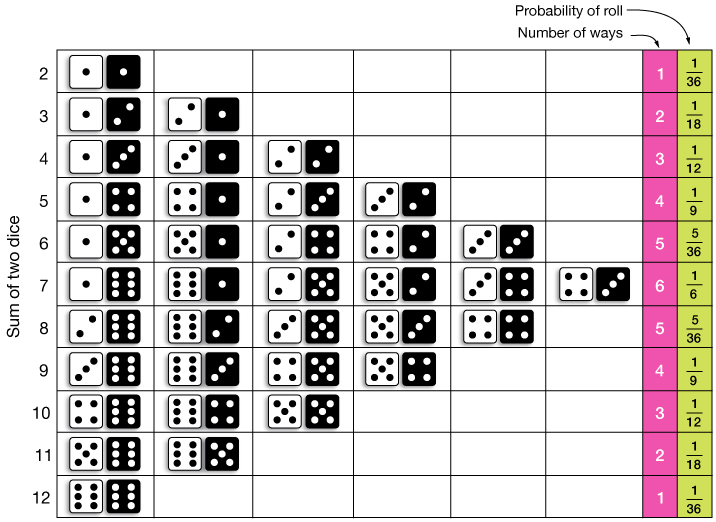 Probability of roll
Number of ways
Sum of two dice
2 1 1/36
3 2 1/18
4 3 1/12
5 4 1/9
6 5 5/36
7 6 1/6
8 5 5/36
9 4 1/9
10 3 1/12
11 2 1/18
12 1 1/36